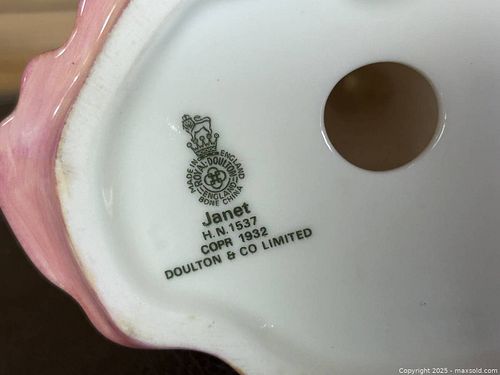 MADE IN ENGLAND
ROYAL DOULTON
ENGLAND
BONE CHINA
Janet
H.N.1537
COPR 1932
DOULTON & CO LIMITED
Copyright 2025 - maxsold.com